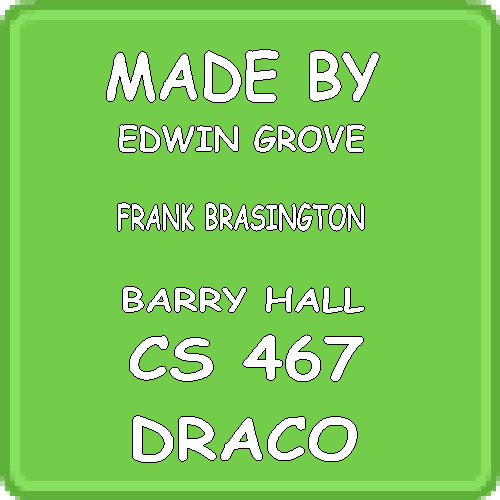 MADE BY
EDWIN GROVE
FRANK BRASINGTON
BARRY HALL
CS 467
DRACO